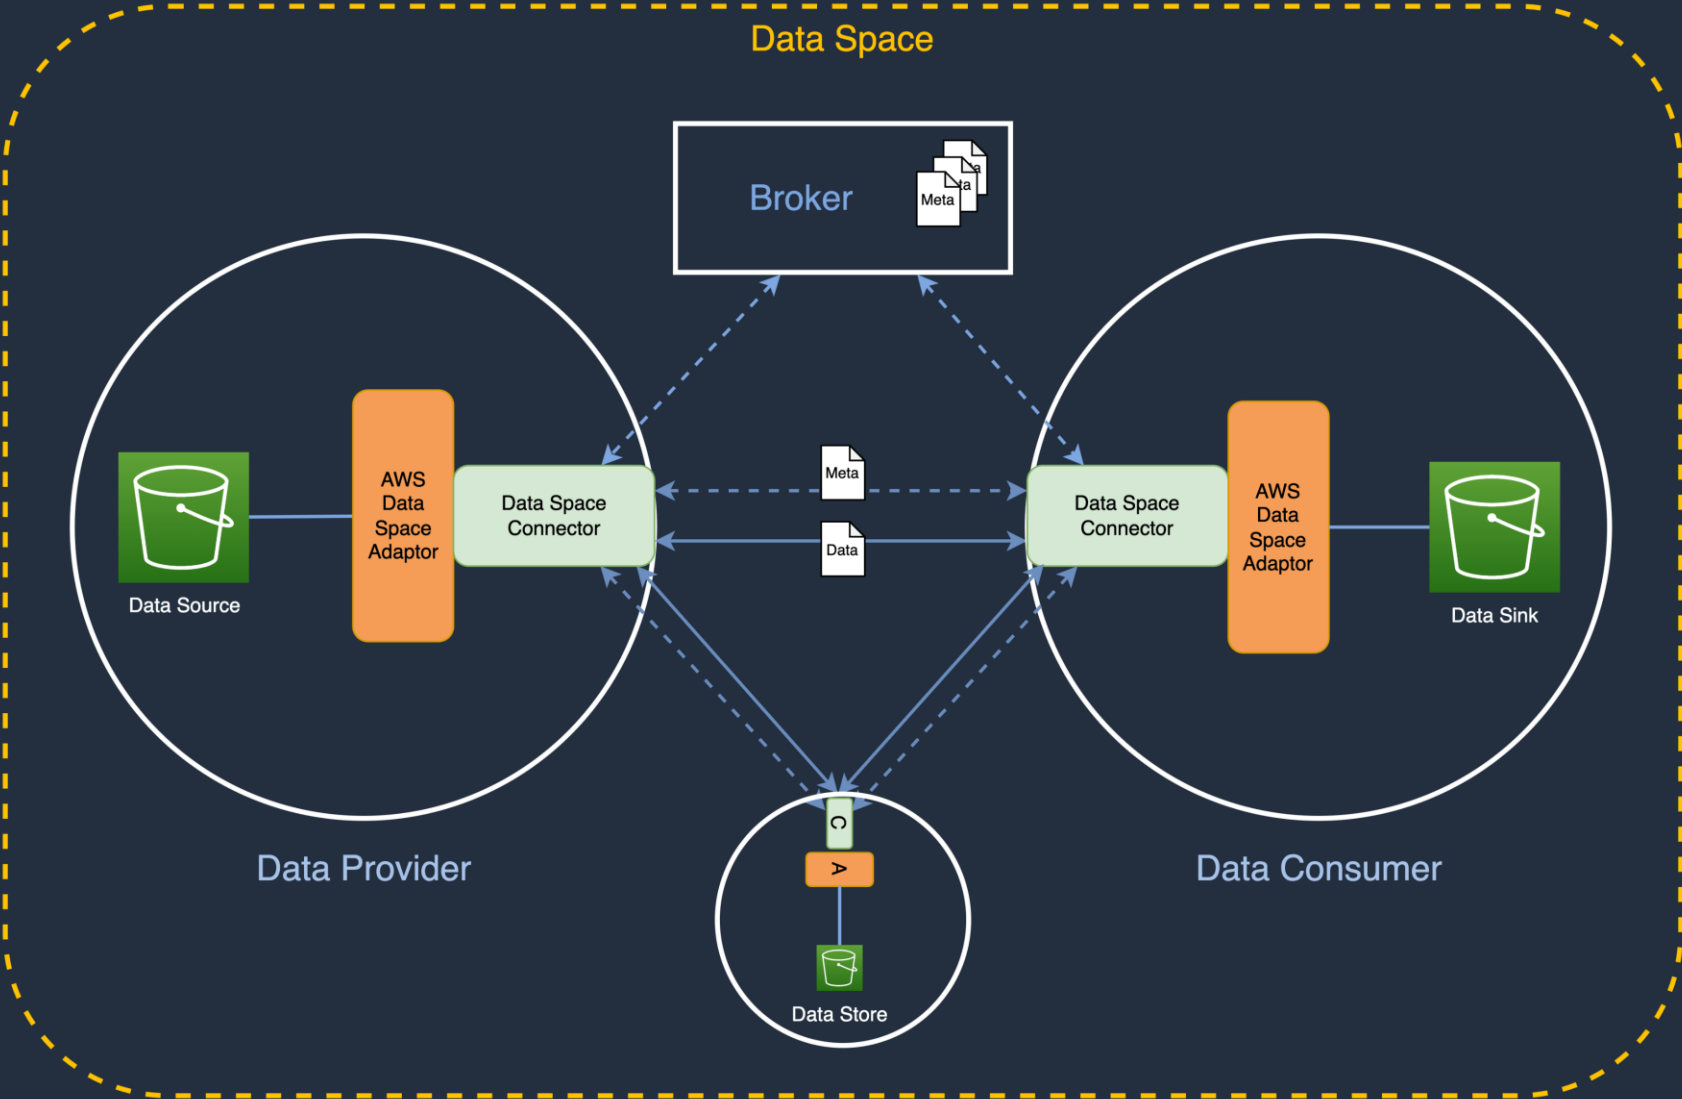 Data Space
Broker
Meta
AWS
Data
Space
Adaptor
Data Space
Connector
Data Source
Meta
Data
Data Space
Connector
AWS
Data
Space
Adaptor
Data Sink
Data Provider
Data Consumer
C
A
Data Store